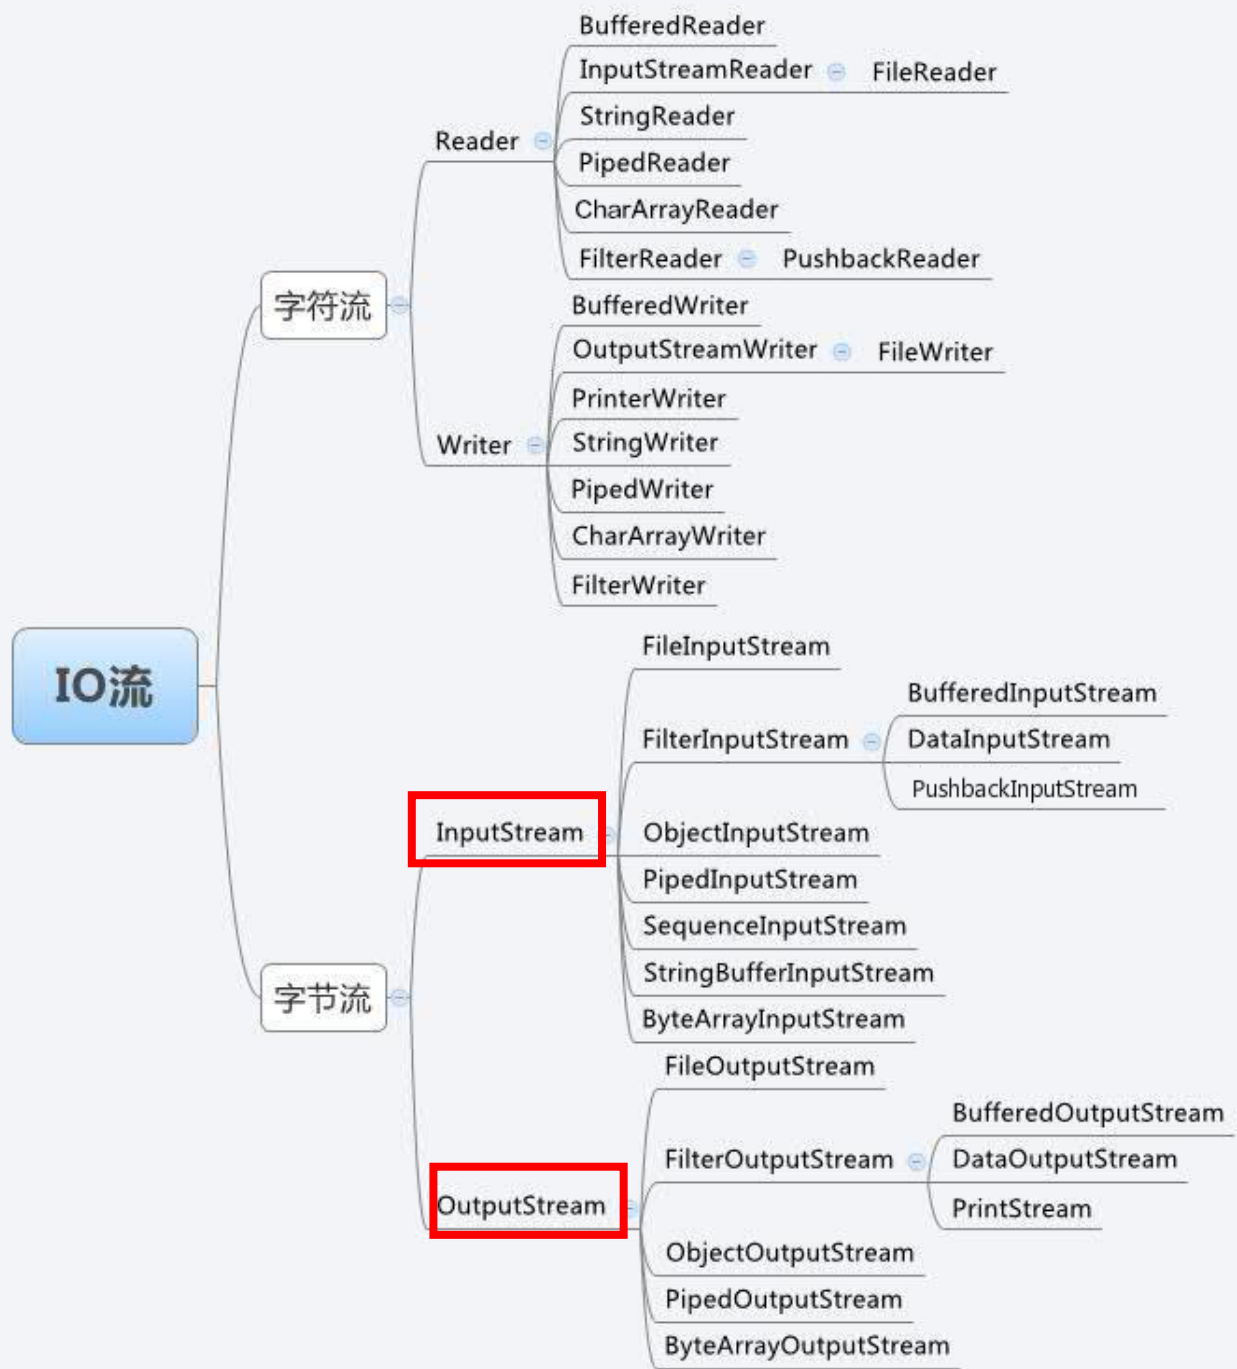 BufferedReader
InputStreamReader FileReader
StringReader
Reader
PipedReader
CharArrayReader
FilterReader PushbackReader
字符流
BufferedWriter
OutputStreamWriter FileWriter
PrinterWriter
Writer
StringWriter
PipedWriter
CharArrayWriter
FilterWriter
IO流
FileInputStream
BufferedInputStream
FilterInputStream
DataInputStream
PushbackInputStream
InputStream
ObjectInputStream
PipedInputStream
SequenceInputStream
StringBufferInputStream
字节流
ByteArrayInputStream
FileOutputStream
BufferedOutputStream
FilterOutputStream
DataOutputStream
PrintStream
OutputStream
ObjectOutputStream
PipedOutputStream
ByteArrayOutputStream